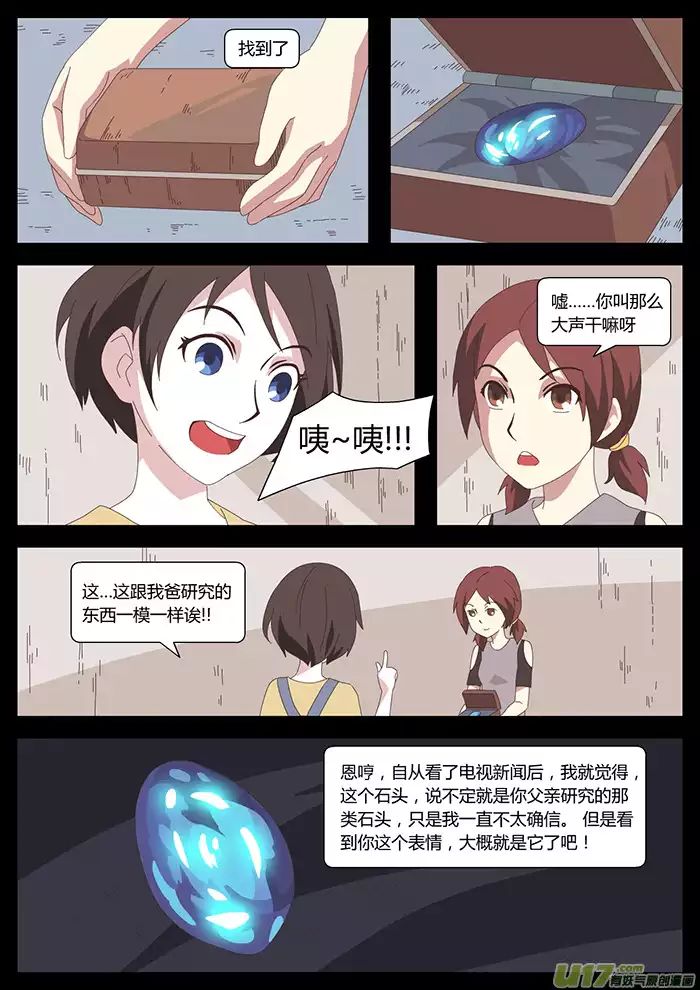 找到了
咦~咦!!!
嘘……你叫那么
大声干嘛呀
这...这跟我爸研究的
东西一模一样诶!!
恩哼，自从看了电视新闻后，我就觉得，
这个石头，说不定就是你父亲研究的那
类石头，只是我一直不太确信。但是看
到你这个表情，大概就是它了吧！
U17.com
有妖气原创漫画